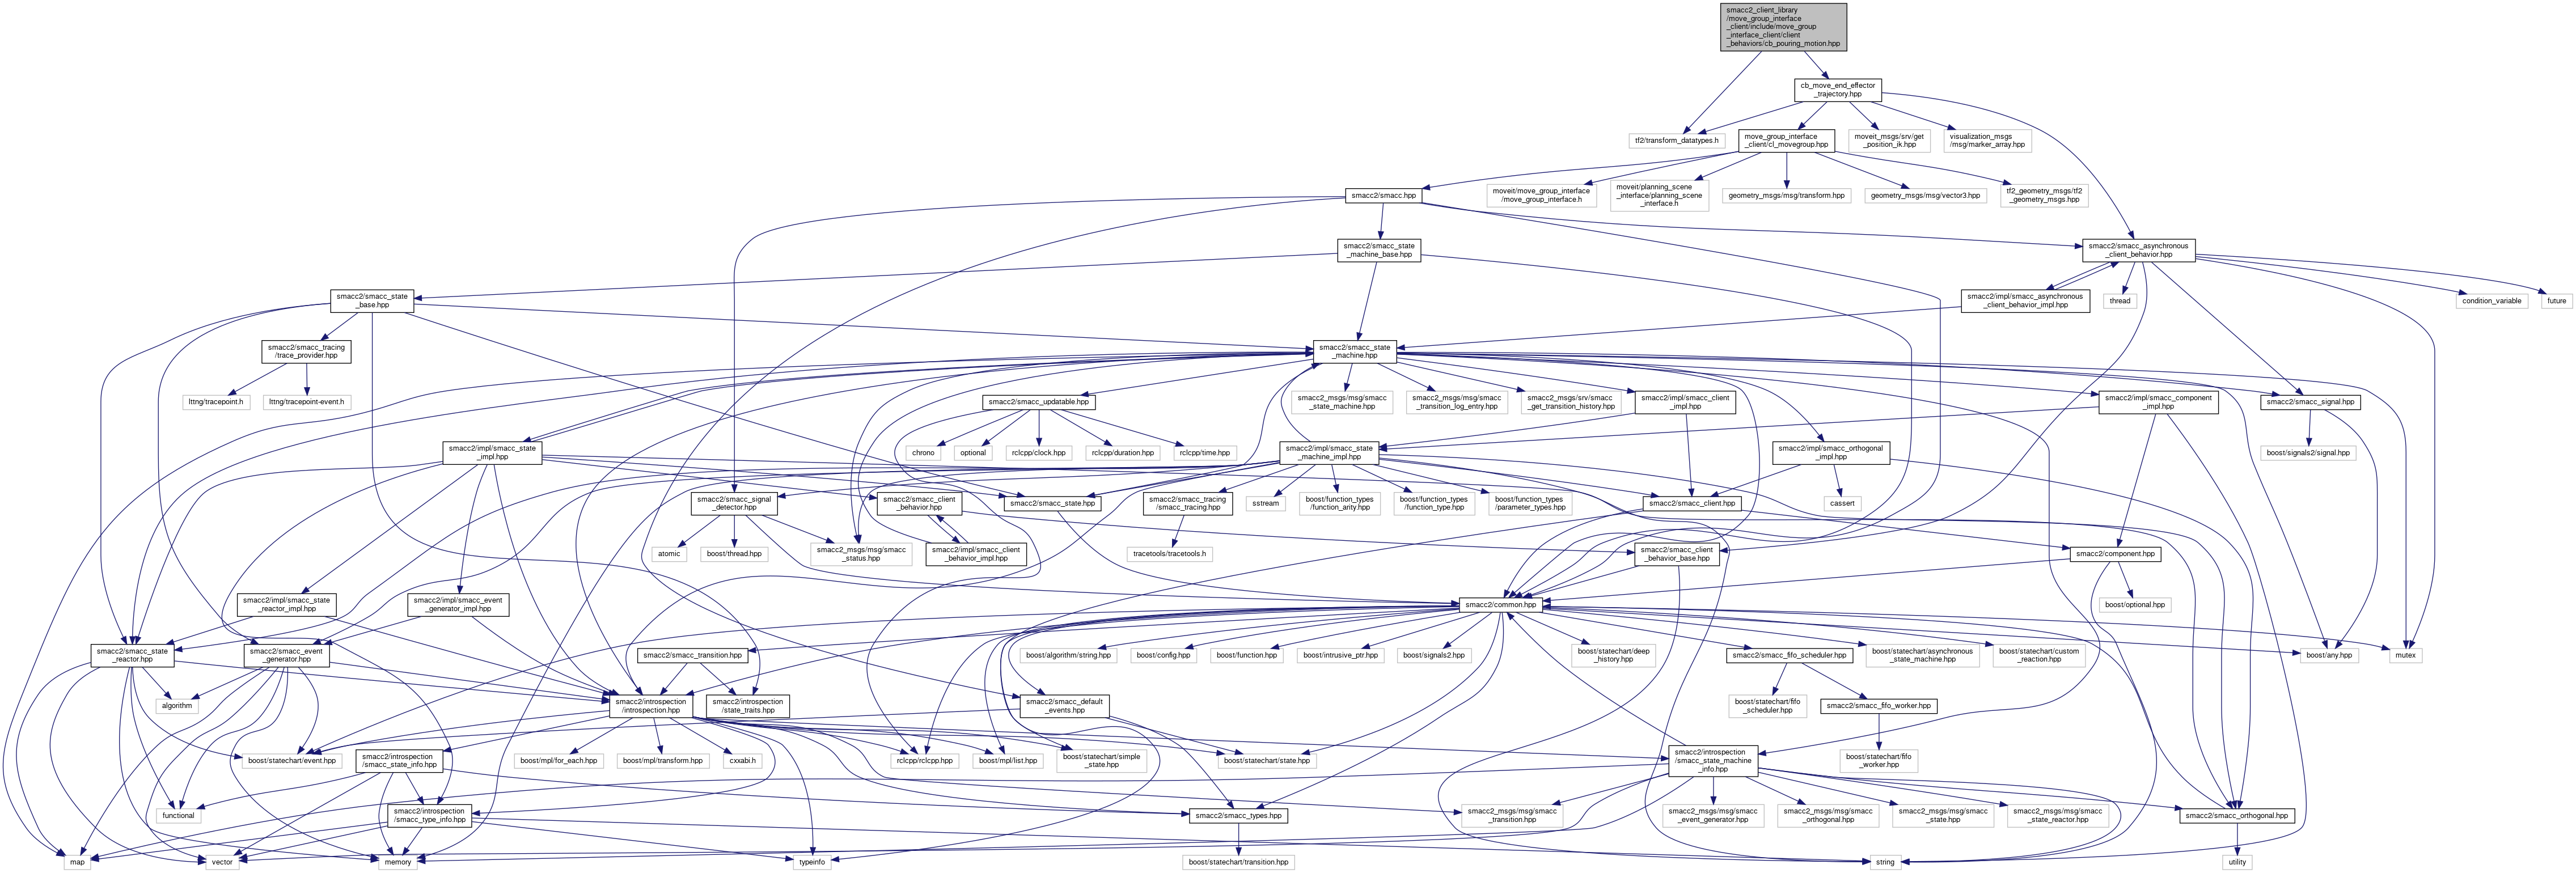 smacc2_client_library
/move_group_interface
_client/include/move_group
_interface_client/client
_behaviors/cb_pouring_motion.hpp
cb_move_end_effector
_trajectory.hpp
tf2/transform_datatypes.h
move_group_interface
_client/cl_movegroup.hpp
moveit_msgs/srv/get
_position_ik.hpp
visualization_msgs
/msg/marker_array.hpp
smacc2/smacc.hpp
moveit/move_group_interface
/move_group_interface.h
moveit/planning_scene
_interface/planning_scene
_interface.h
geometry_msgs/msg/transform.hpp
geometry_msgs/msg/vector3.hpp
tf2_geometry_msgs/tf2
_geometry_msgs.hpp
smacc2/smacc_state
_machine_base.hpp
smacc2/smacc_asynchronous
_client_behavior.hpp
smacc2/smacc_state
_base.hpp
smacc2/impl/smacc_asynchronous
_client_behavior_impl.hpp
thread
condition_variable
future
smacc2/smacc_tracing
/trace_provider.hpp
smacc2/smacc_state
_machine.hpp
lttng/tracepoint.h
lttng/tracepoint-event.h
smacc2/smacc_updatable.hpp
smacc2_msgs/msg/smacc
_state_machine.hpp
smacc2_msgs/msg/smacc
_transition_log_entry.hpp
smacc2_msgs/srv/smacc
_get_transition_history.hpp
smacc2/impl/smacc_client
_impl.hpp
smacc2/impl/smacc_component
_impl.hpp
smacc2/smacc_signal.hpp
smacc2/impl/smacc_state
_impl.hpp
chrono
optional
rclcpp/clock.hpp
rclcpp/duration.hpp
rclcpp/time.hpp
smacc2/impl/smacc_state
_machine_impl.hpp
smacc2/impl/smacc_orthogonal
_impl.hpp
boost/signals2/signal.hpp
smacc2/smacc_signal
_detector.hpp
smacc2/smacc_client
_behavior.hpp
smacc2/smacc_state.hpp
smacc2/smacc_tracing
/smacc_tracing.hpp
sstream
boost/function_types
/function_arity.hpp
boost/function_types
/function_type.hpp
boost/function_types
/parameter_types.hpp
smacc2/smacc_client.hpp
cassert
atomic
boost/thread.hpp
smacc2_msgs/msg/smacc
_status.hpp
smacc2/impl/smacc_client
_behavior_impl.hpp
tracetools/tracetools.h
smacc2/smacc_client
_behavior_base.hpp
smacc2/component.hpp
smacc2/impl/smacc_state
_reactor_impl.hpp
smacc2/impl/smacc_event
_generator_impl.hpp
smacc2/common.hpp
boost/optional.hpp
smacc2/smacc_state
_reactor.hpp
smacc2/smacc_event
_generator.hpp
smacc2/smacc_transition.hpp
boost/algorithm/string.hpp
boost/config.hpp
boost/function.hpp
boost/intrusive_ptr.hpp
boost/signals2.hpp
boost/statechart/deep
_history.hpp
smacc2/smacc_fifo_scheduler.hpp
boost/statechart/asynchronous
_state_machine.hpp
boost/statechart/custom
_reaction.hpp
boost/any.hpp
mutex
algorithm
smacc2/introspection
/introspection.hpp
smacc2/introspection
/state_traits.hpp
smacc2/smacc_default
_events.hpp
boost/statechart/fifo
_scheduler.hpp
smacc2/smacc_fifo_worker.hpp
boost/statechart/event.hpp
smacc2/introspection
/smacc_state_info.hpp
boost/mpl/for_each.hpp
boost/mpl/transform.hpp
cxxabi.h
rclcpp/rclcpp.hpp
boost/mpl/list.hpp
boost/statechart/simple
_state.hpp
boost/statechart/state.hpp
smacc2/introspection
/smacc_state_machine
_info.hpp
boost/statechart/fifo
_worker.hpp
functional
smacc2/introspection
/smacc_type_info.hpp
smacc2/smacc_types.hpp
smacc2_msgs/msg/smacc
_transition.hpp
smacc2_msgs/msg/smacc
_event_generator.hpp
smacc2_msgs/msg/smacc
_orthogonal.hpp
smacc2_msgs/msg/smacc
_state.hpp
smacc2_msgs/msg/smacc
_state_reactor.hpp
smacc2/smacc_orthogonal.hpp
map
vector
memory
typeinfo
boost/statechart/transition.hpp
string
utility